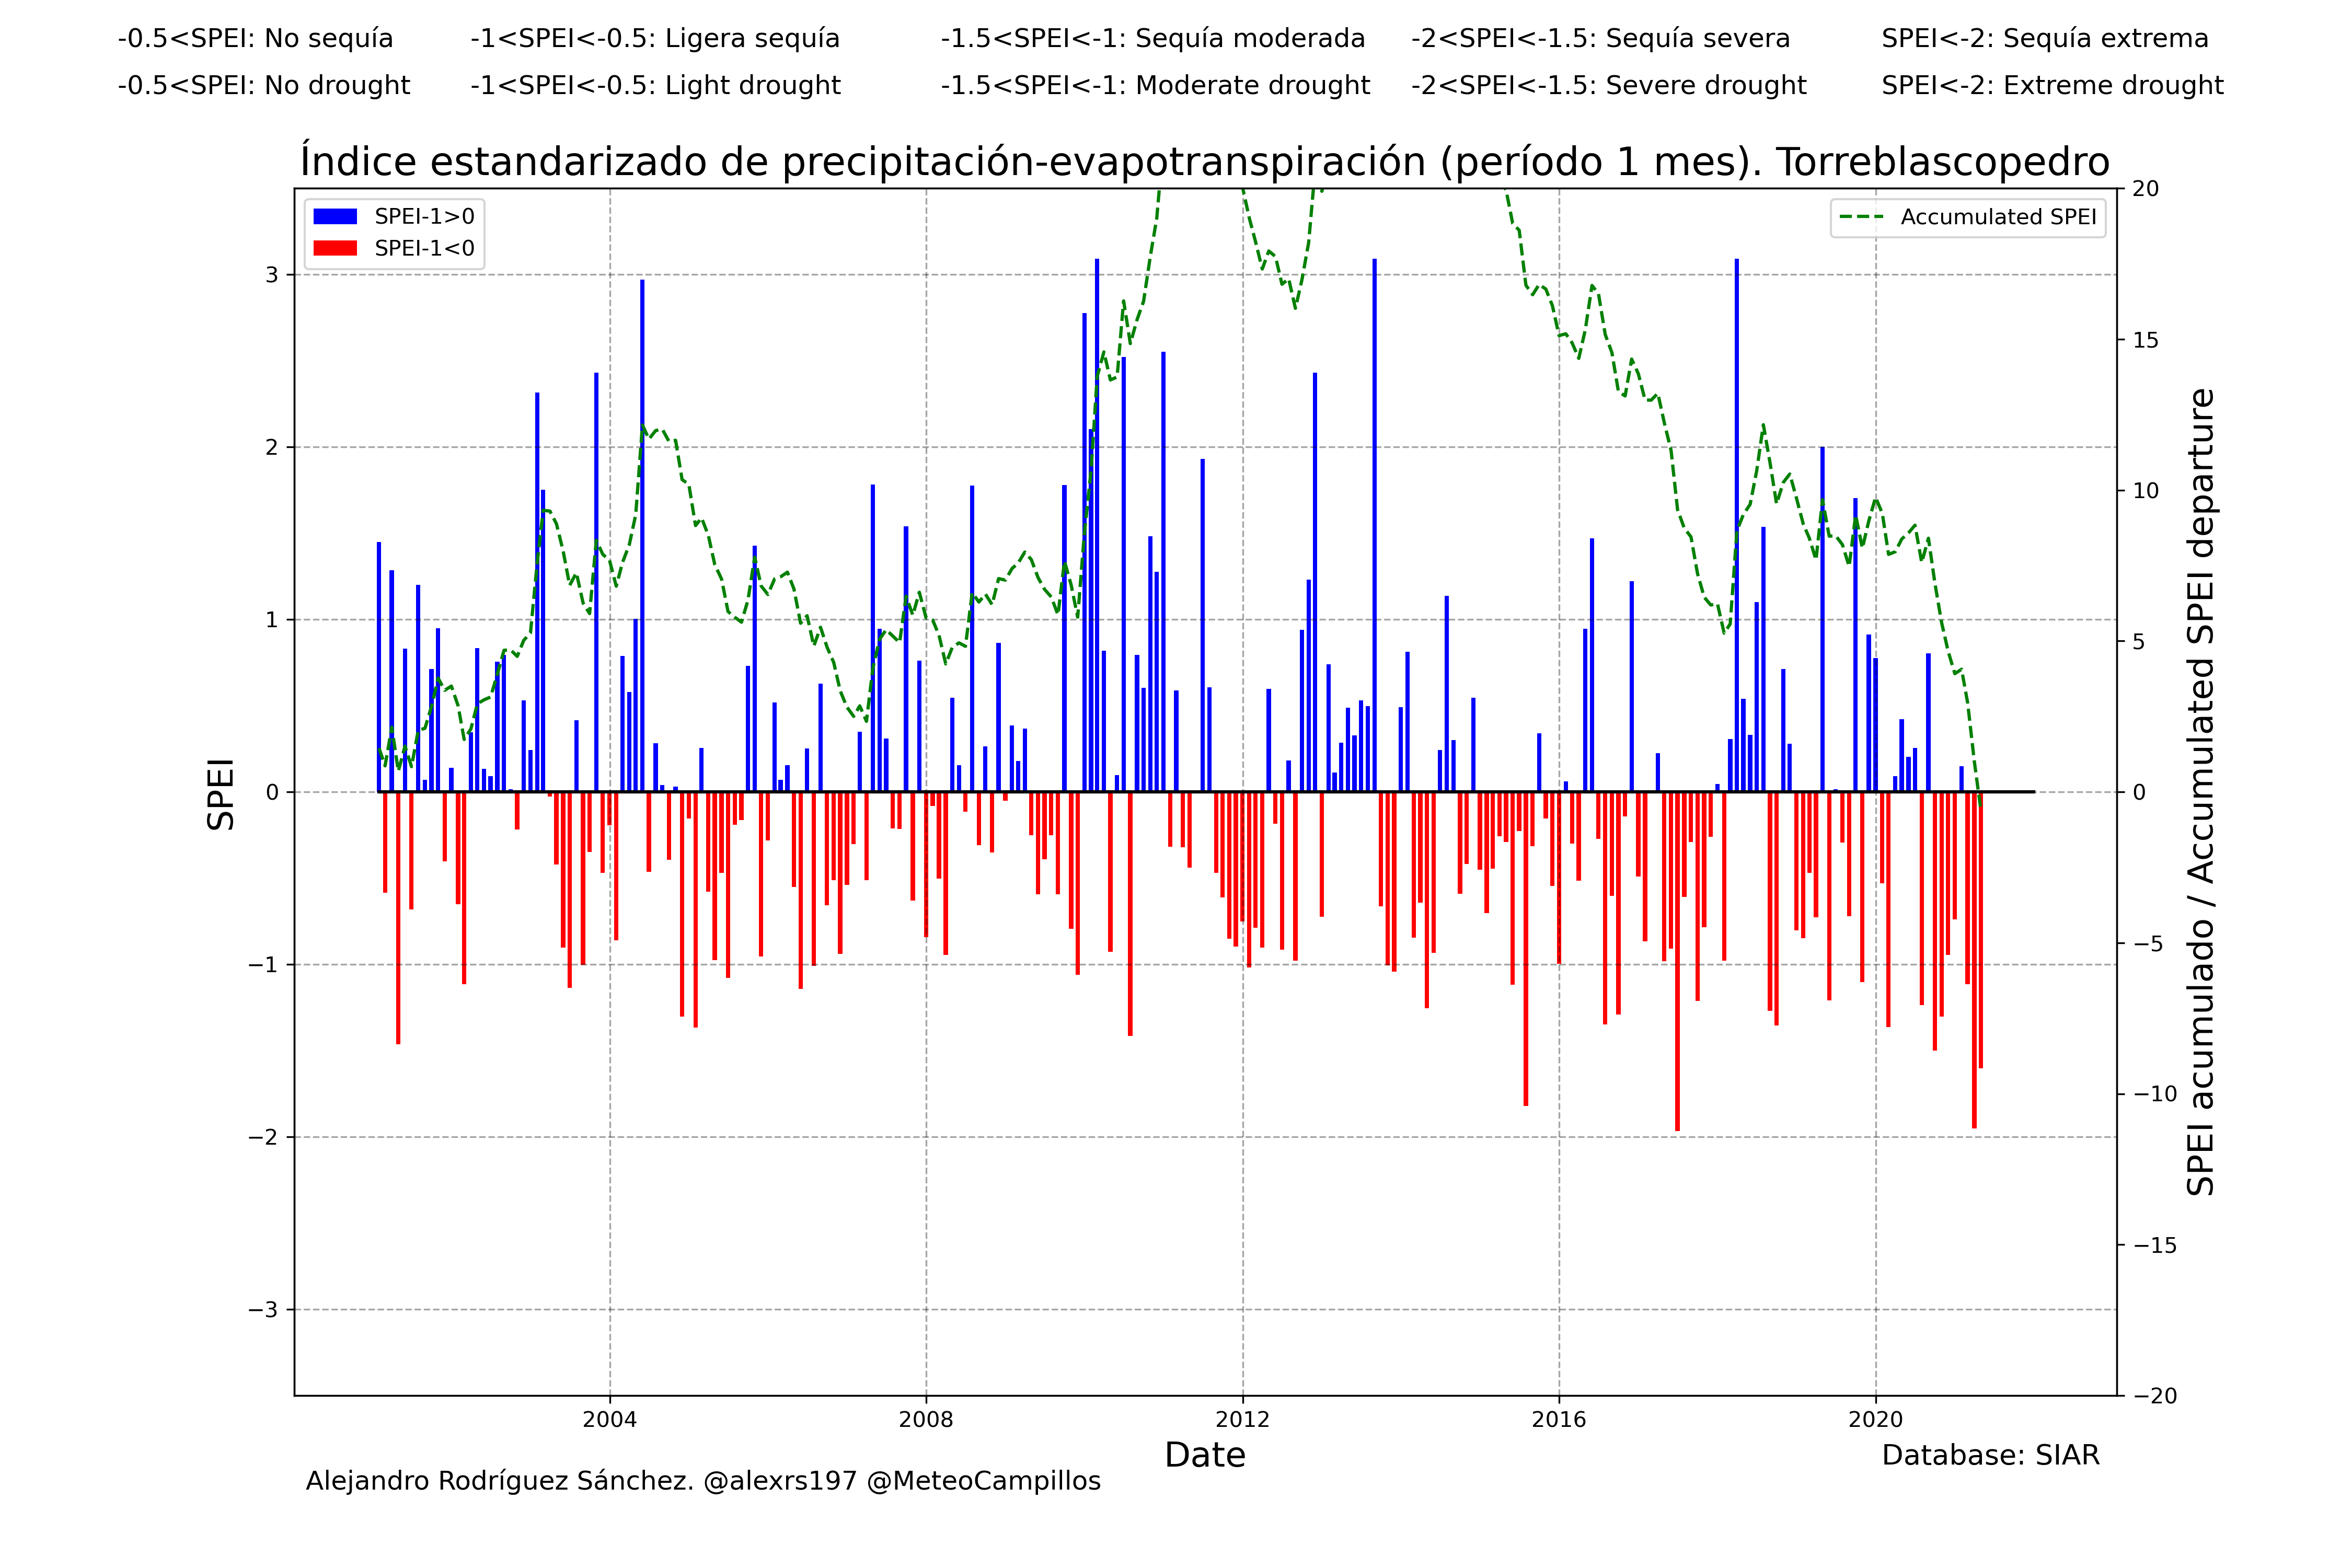 -0.5<SPEI: No sequía -1<SPEI<-0.5: Ligera sequía -1.5<SPEI<-1: Sequía moderada -2<SPEI<-1.5: Sequía severa SPEI<-2: Sequía extrema
-0.5<SPEI: No drought -1<SPEI<-0.5: Light drought -1.5<SPEI<-1: Moderate drought -2<SPEI<-1.5: Severe drought SPEI<-2: Extreme drought
Índice estandarizado de precipitación-evapotranspiración (período 1 mes). Torreblascopedro
SPEI-1>0
SPEI-1<0
Accumulated SPEI
SPEI
3
2
1
0
−1
−2
−3
20
15
10
5
0
−5
−10
−15
−20
SPEI acumulado / Accumulated SPEI departure
2004 2008 2012 2016 2020
Date
Database: SIAR
Alejandro Rodríguez Sánchez. @alexrs197 @MeteoCampillos